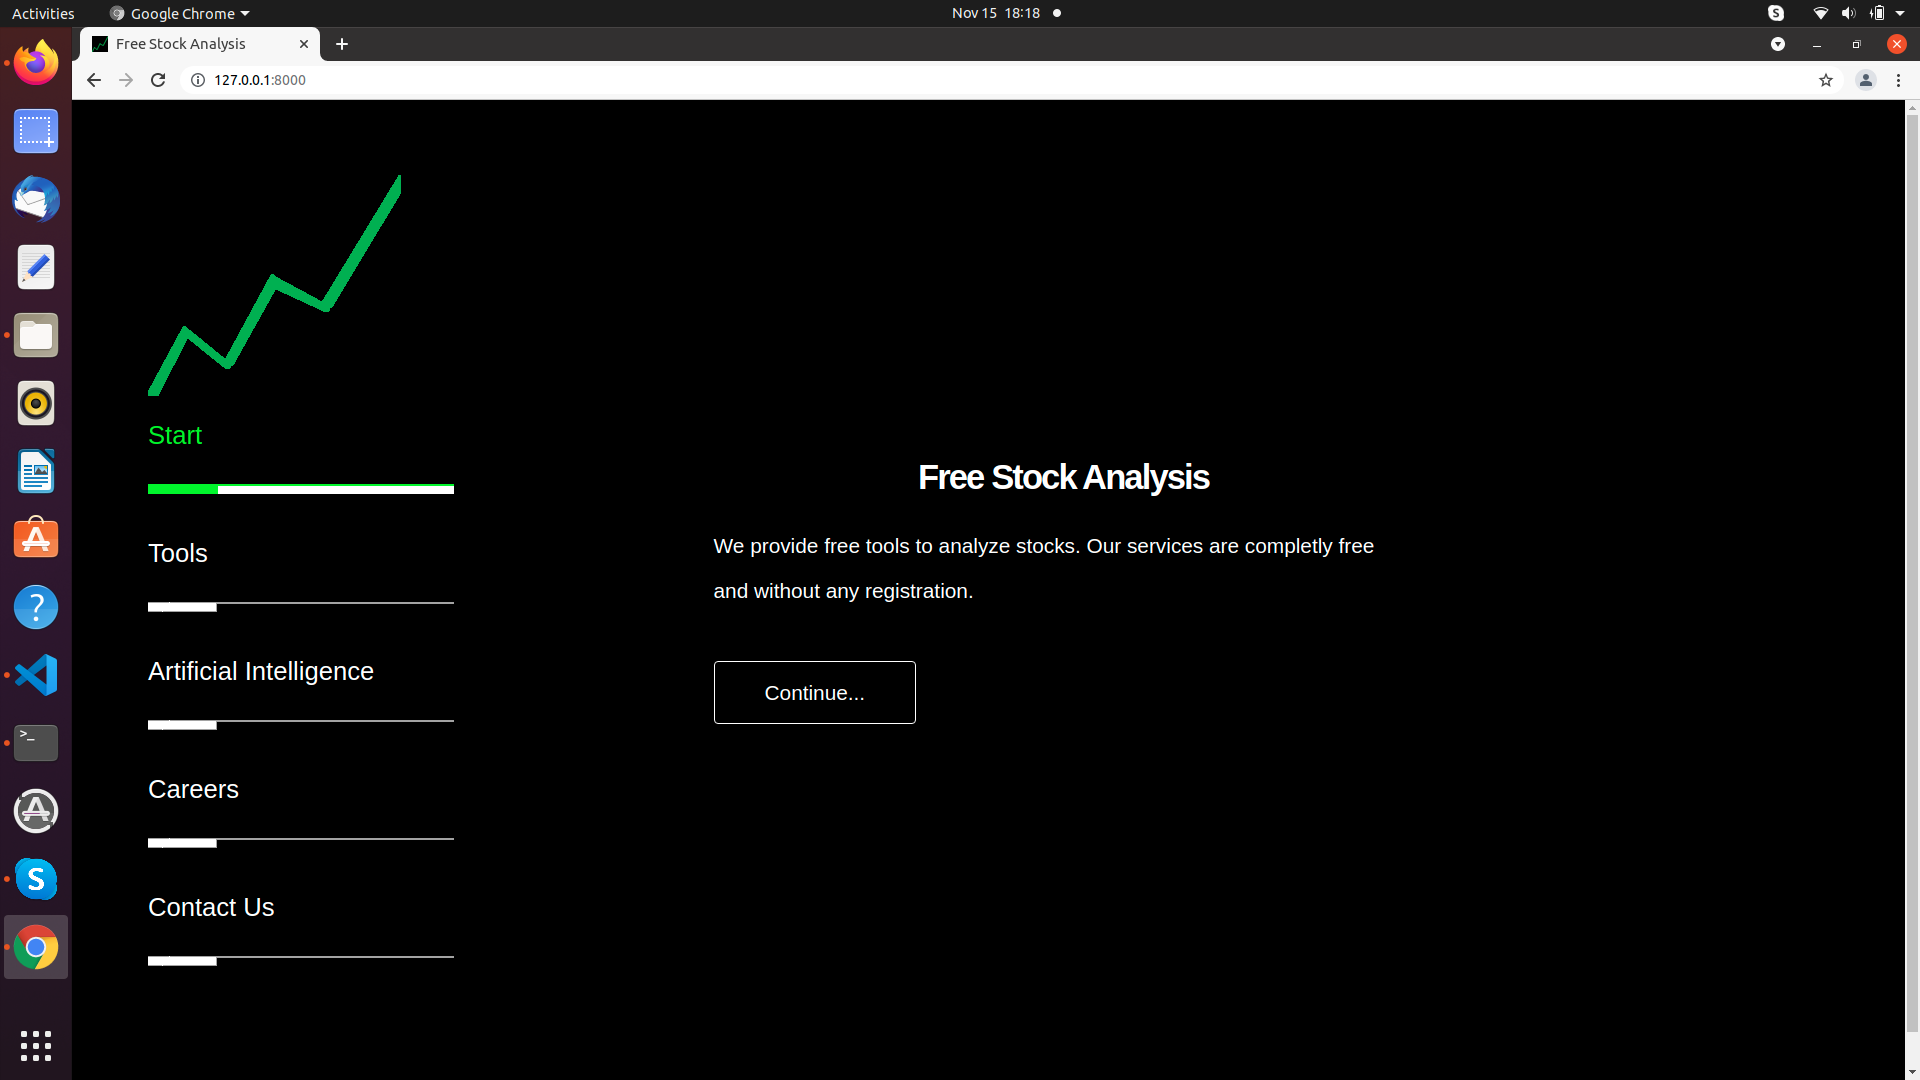 Activities
Google Chrome
Nov 15 18:18
Free Stock Analysis
127.0.0.1:8000
Start
Tools
Artificial Intelligence
Careers
Contact Us
Free Stock Analysis
We provide free tools to analyze stocks. Our services are completly free
and without any registration.
Continue...